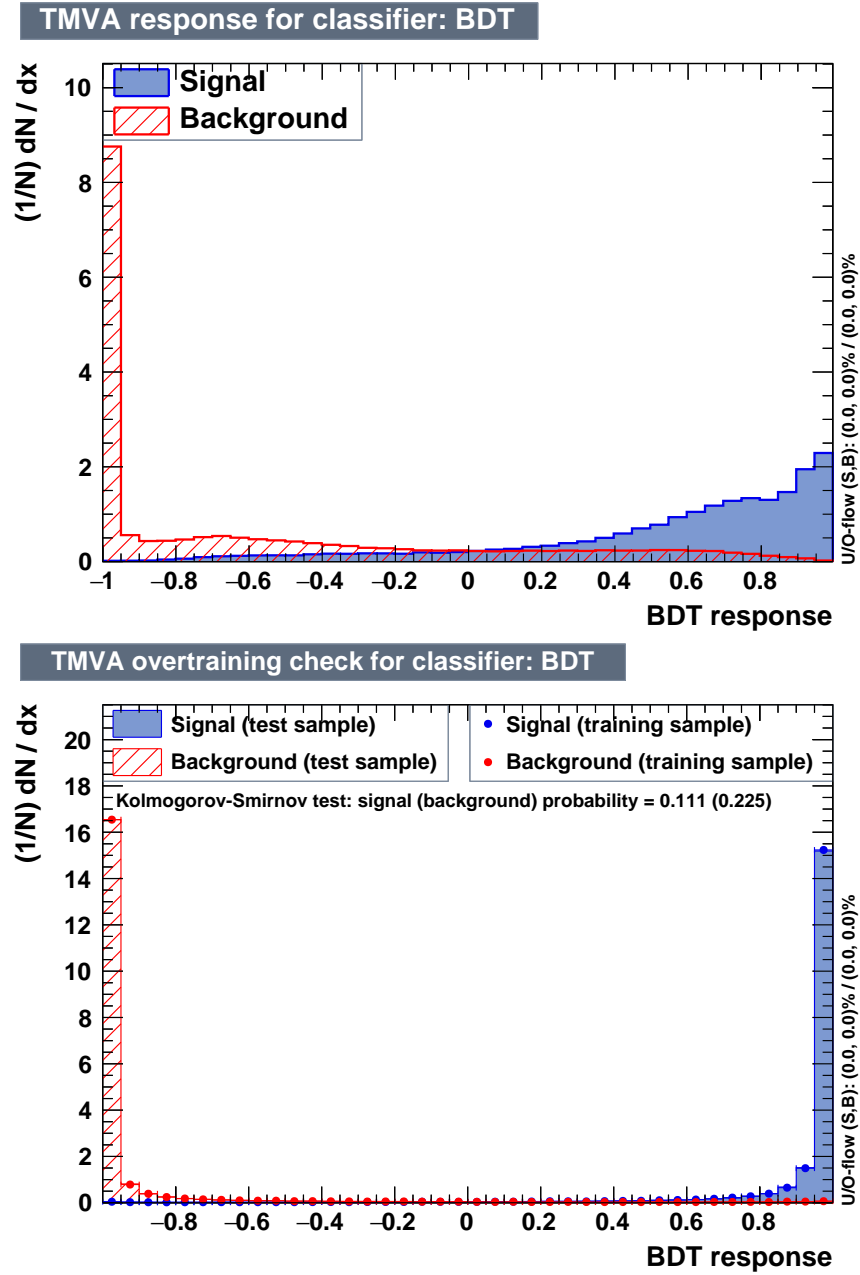 TMVA response for classifier: BDT
Signal
Background
(1/N) dN / dx
10
8
6
4
2
0
−1 −0.8 −0.6 −0.4 −0.2 0 0.2 0.4 0.6 0.8
BDT response
U/O-flow (S,B): (0.0, 0.0)% / (0.0, 0.0)%
TMVA overtraining check for classifier: BDT
Signal (test sample)
Background (test sample)
Signal (training sample)
Background (training sample)
Kolmogorov-Smirnov test: signal (background) probability = 0.111 (0.225)
(1/N) dN / dx
20
18
16
14
12
10
8
6
4
2
0
−0.8 −0.6 −0.4 −0.2 0 0.2 0.4 0.6 0.8
BDT response
U/O-flow (S,B): (0.0, 0.0)% / (0.0, 0.0)%